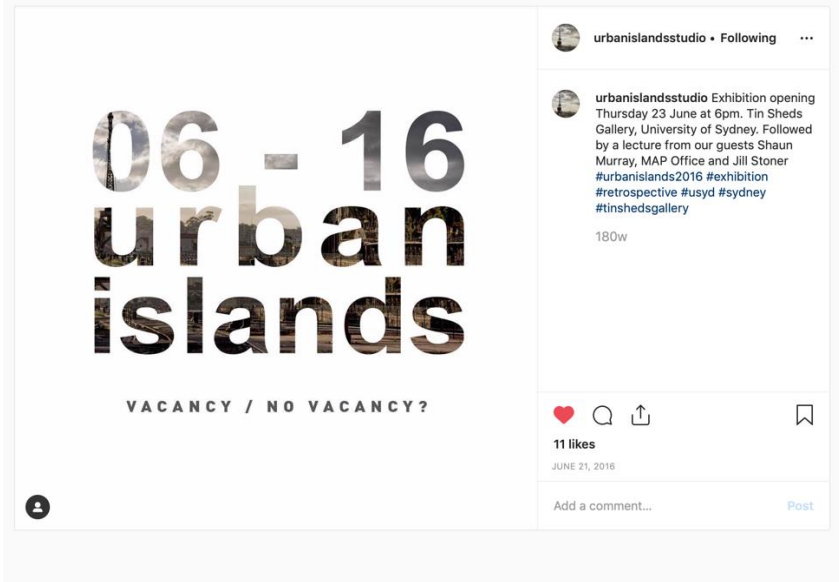 06 - 16
urban
islands
VACANCY / NO VACANCY?
urbanislandsstudio • Following
urbanislandsstudio Exhibition opening
Thursday 23 June at 6pm. Tin Sheds
Gallery, University of Sydney. Followed
by a lecture from our guests Shaun
Murray, MAP Office and Jill Stoner
#urbanislands2016 #exhibition
#retrospective #usyd #sydney
#tinshedsgallery
180w
11 likes
JUNE 21, 2016
Add a comment...
Post